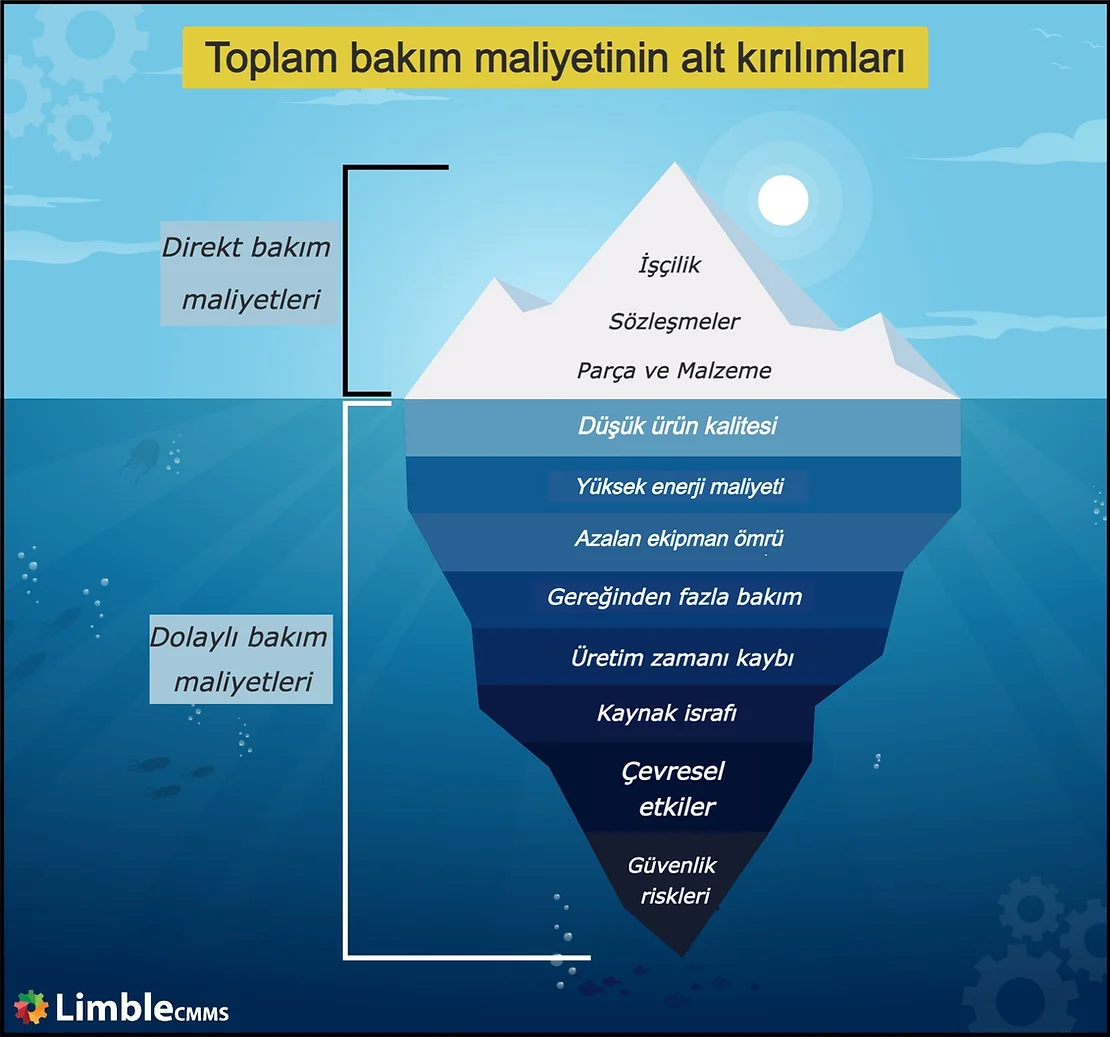 Toplam bakım maliyetinin alt kırılımları
Direkt bakım
maliyetleri
İşçilik
Sözleşmeler
Parça ve Malzeme
Düşük ürün kalitesi
Yüksek enerji maliyeti
Azalan ekipman ömrü
Gereğinden fazla bakım
Üretim zamanı kaybı
Kaynak israfı
Çevresel
etkiler
Güvenlik
riskleri
Dolaylı bakım
maliyetleri
LimbleCMMS